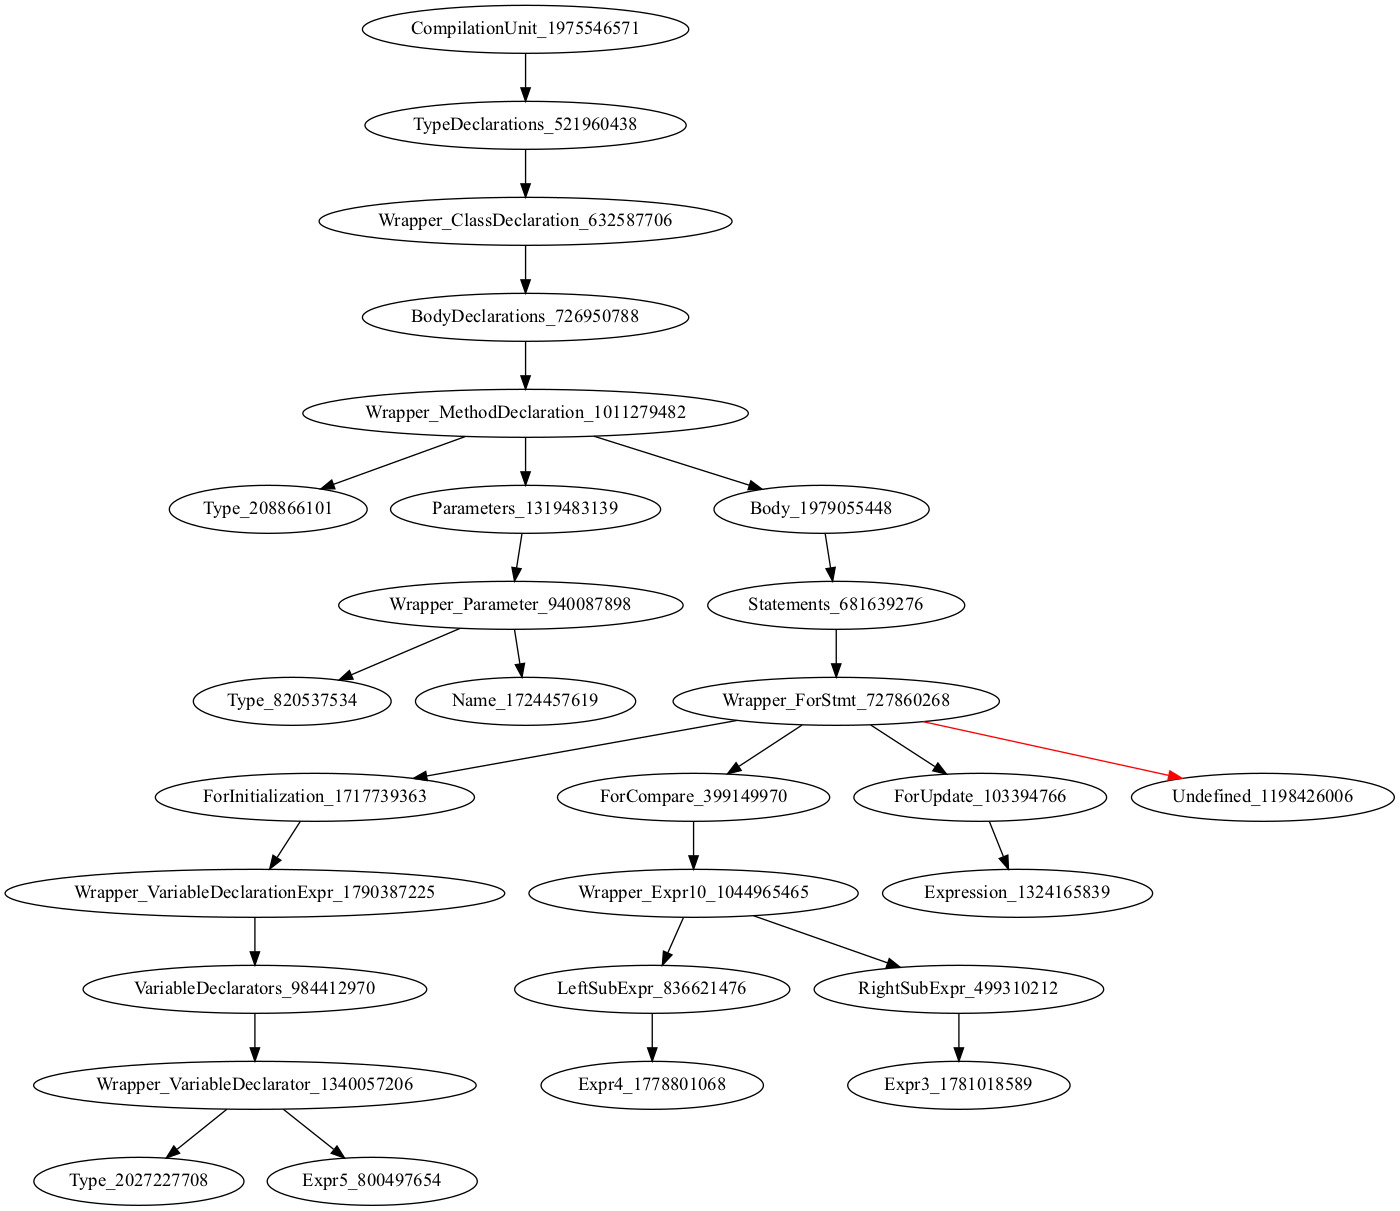 CompilationUnit_1975546571
TypeDeclarations_521960438
Wrapper_ClassDeclaration_632587706
BodyDeclarations_726950788
Wrapper_MethodDeclaration_1011279482
Type_208866101
Parameters_1319483139
Body_1979055448
Wrapper_Parameter_940087898
Statements_681639276
Type_820537534
Name_1724457619
Wrapper_ForStmt_727860268
ForInitialization_1717739363
ForCompare_399149970
ForUpdate_103394766
Undefined_1198426006
Wrapper_VariableDeclarationExpr_1790387225
Wrapper_Expr10_1044965465
Expression_1324165839
VariableDeclarators_984412970
LeftSubExpr_836621476
RightSubExpr_499310212
Wrapper_VariableDeclarator_1340057206
Expr4_1778801068
Expr3_1781018589
Type_2027227708
Expr5_800497654